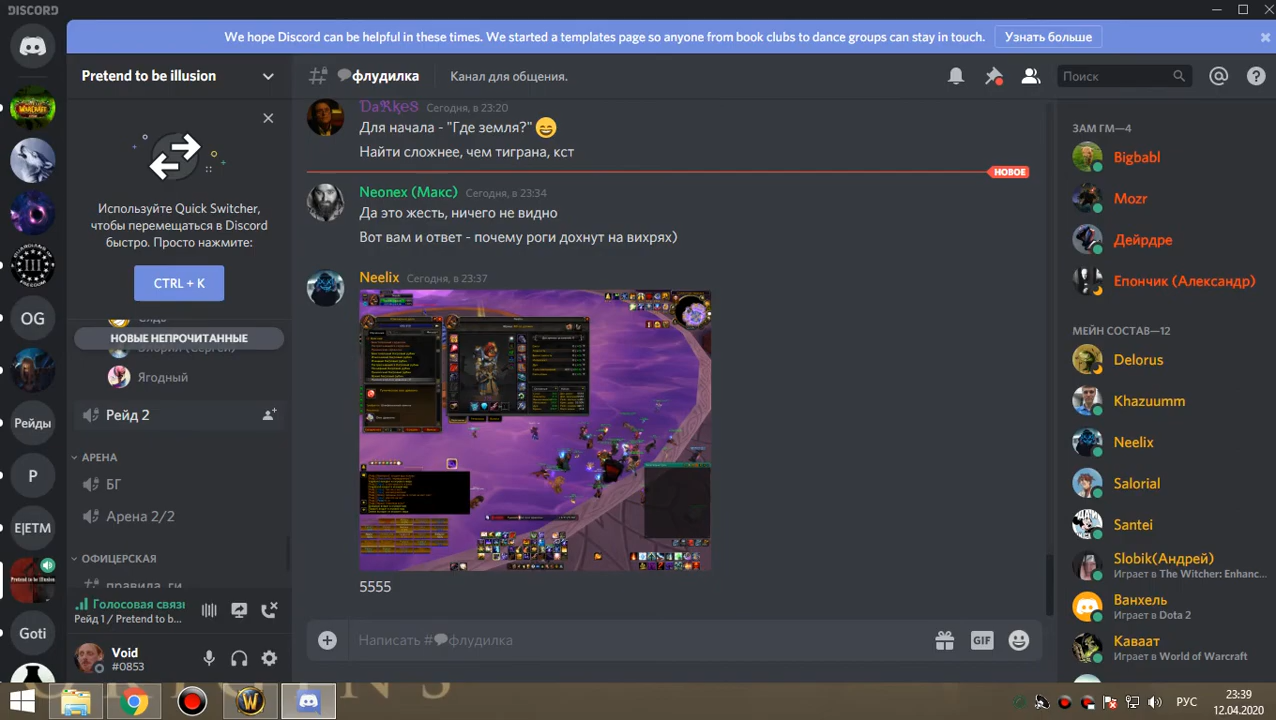 DISCORD
We hope Discord can be helpful in these times. We started a templates page so anyone from book clubs to dance groups can stay in touch.
Узнать больше
Pretend to be illusion
флудилка
Канал для общения.
Поиск
Используйте Quick Switcher,
чтобы перемещаться в Discord
быстро. Просто нажмите:
CTRL + K
НОВЫЕ НЕПРОЧИТАННЫЕ
Ягодный
Рейд 2
АРЕНА
БГ
Арена 2/2
ОФИЦЕРСКАЯ
Голосовая связ
Рейд 1 / Pretend to b...
Void
#0853
OG
Рейды
P
E|ETM
Pretend to be Illusion
Goti
DaRkeS
Сегодня, в 23:20
Для начала - "Где земля?"
Найти сложнее, чем тиграна, кст
НОВОЕ
Neonex (Макс)
Сегодня, в 23:34
Да это жесть, ничего не видно
Вот вам и ответ - почему роги дохнут на вихрях)
Neelix
Сегодня, в 23:37
5555
Написать #флудилка
GIF
ЗАМ ГМ—4
Bigbabl
Mozr
Дейрдре
Епончик (Александр)
МЕЙН СОСТАВ—12
Delorus
Khazuumm
Neelix
Salorial
Santei
Slobik(Андрей)
Играет в The Witcher: Enhanc...
Ванхель
Играет в Dota 2
Каваат
Играет в World of Warcraft
РУС
23:39
12.04.2020